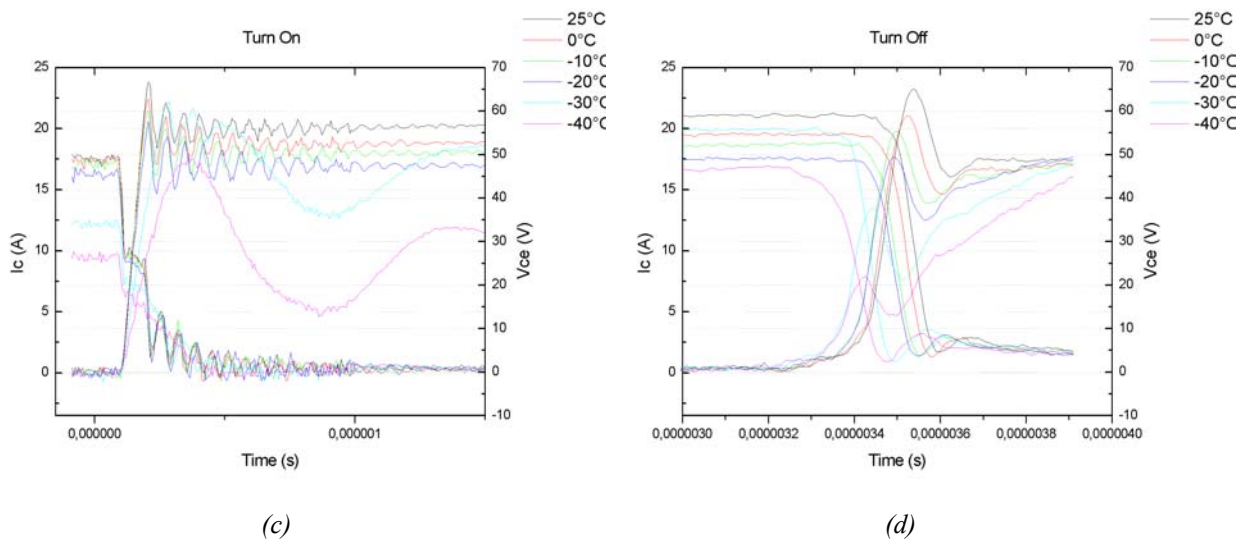 Turn On
25°C
0°C
-10°C
-20°C
-30°C
-40°C
25
20
15
10
5
0
Ic (A)
70
60
50
40
30
20
10
0
-10
Vce (V)
0,000000
0,000001
Time (s)
(c)
Turn Off
25°C
0°C
-10°C
-20°C
-30°C
-40°C
25
20
15
10
5
0
Ic (A)
70
60
50
40
30
20
10
0
-10
Vce (V)
0,0000030
0,0000032
0,0000034
0,0000036
0,0000038
0,0000040
Time (s)
(d)